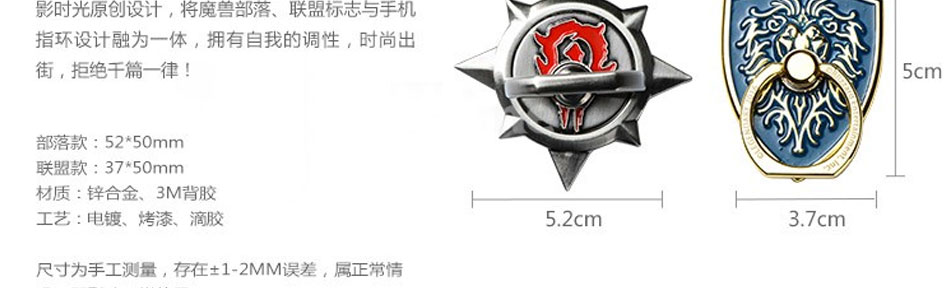 影时光原创设计，将魔兽部落、联盟标志与手机
指环设计融为一体，拥有自我的调性，时尚出
街，拒绝千篇一律！
部落款：52*50mm
联盟款：37*50mm
材质：锌合金、3M背胶
工艺：电镀、烤漆、滴胶
尺寸为手工测量，存在±1-2MM误差，属正常情
5cm
5.2cm
3.7cm